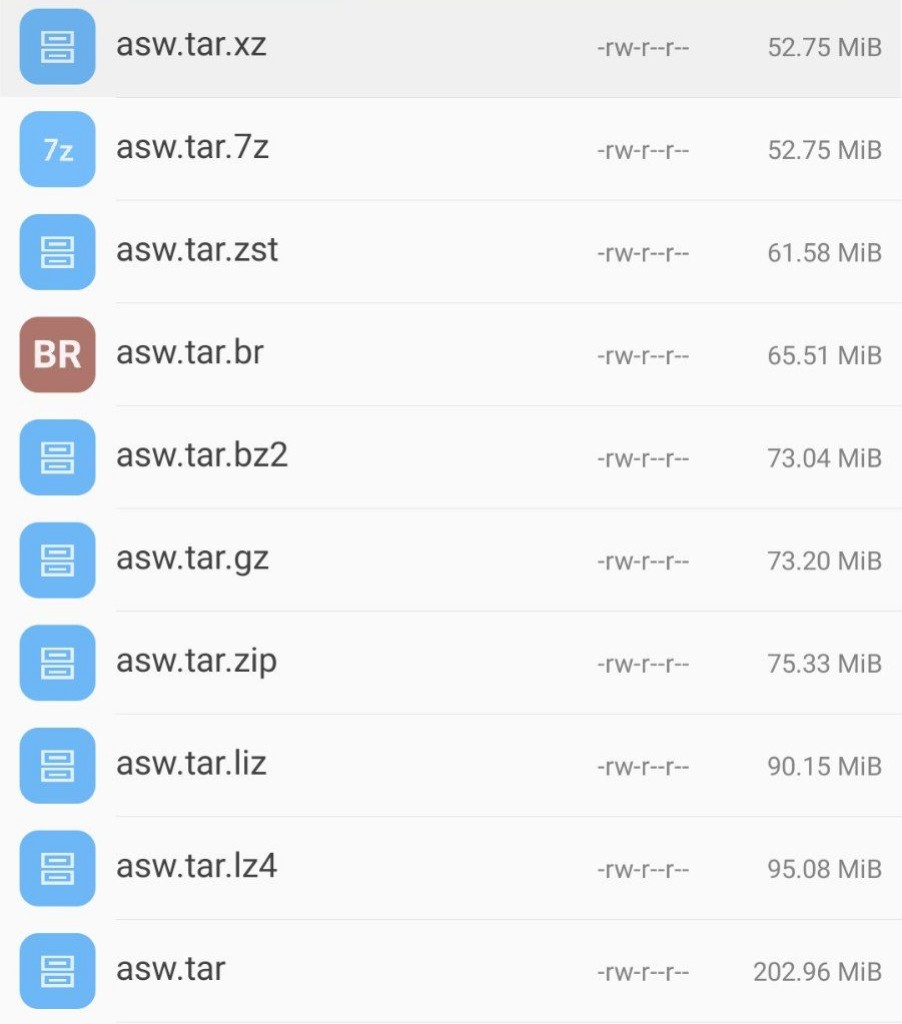 asw.tar.xz -rw-r--r-- 52.75 MiB
7z asw.tar.7z -rw-r--r-- 52.75 MiB
asw.tar.zst -rw-r--r-- 61.58 MiB
BR asw.tar.br -rw-r--r-- 65.51 MiB
asw.tar.bz2 -rw-r--r-- 73.04 MiB
asw.tar.gz -rw-r--r-- 73.20 MiB
asw.tar.zip -rw-r--r-- 75.33 MiB
asw.tar.liz -rw-r--r-- 90.15 MiB
asw.tar.lz4 -rw-r--r-- 95.08 MiB
asw.tar -rw-r--r-- 202.96 MiB